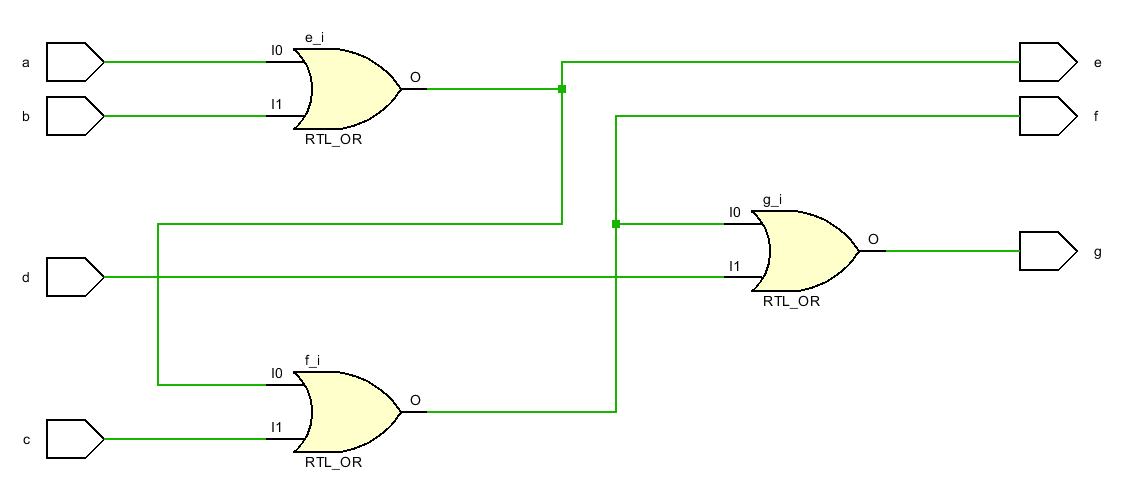 e_i
a
I0
O
e
b
I1
f
RTL_OR
g_i
I0
O
g
d
I1
RTL_OR
f_i
I0
O
c
I1
RTL_OR